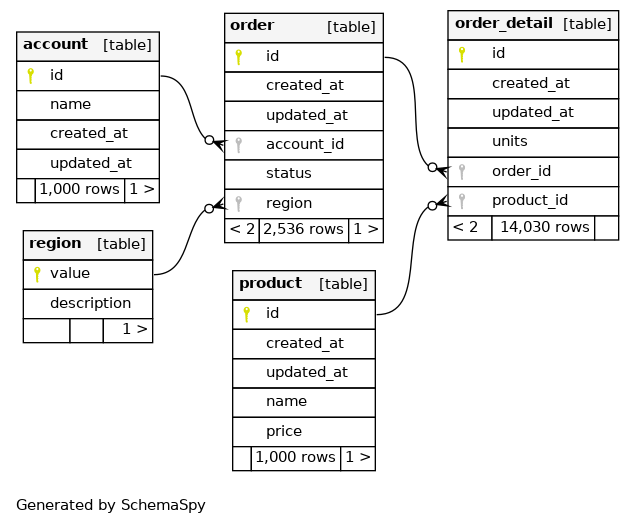 account [table]
id
name
created_at
updated_at
1,000 rows 1 >
region [table]
value
description
1 >
order [table]
id
created_at
updated_at
account_id
status
region
< 2 2,536 rows 1 >
product [table]
id
created_at
updated_at
name
price
1,000 rows 1 >
order_detail [table]
id
created_at
updated_at
units
order_id
product_id
< 2 14,030 rows
Generated by SchemaSpy